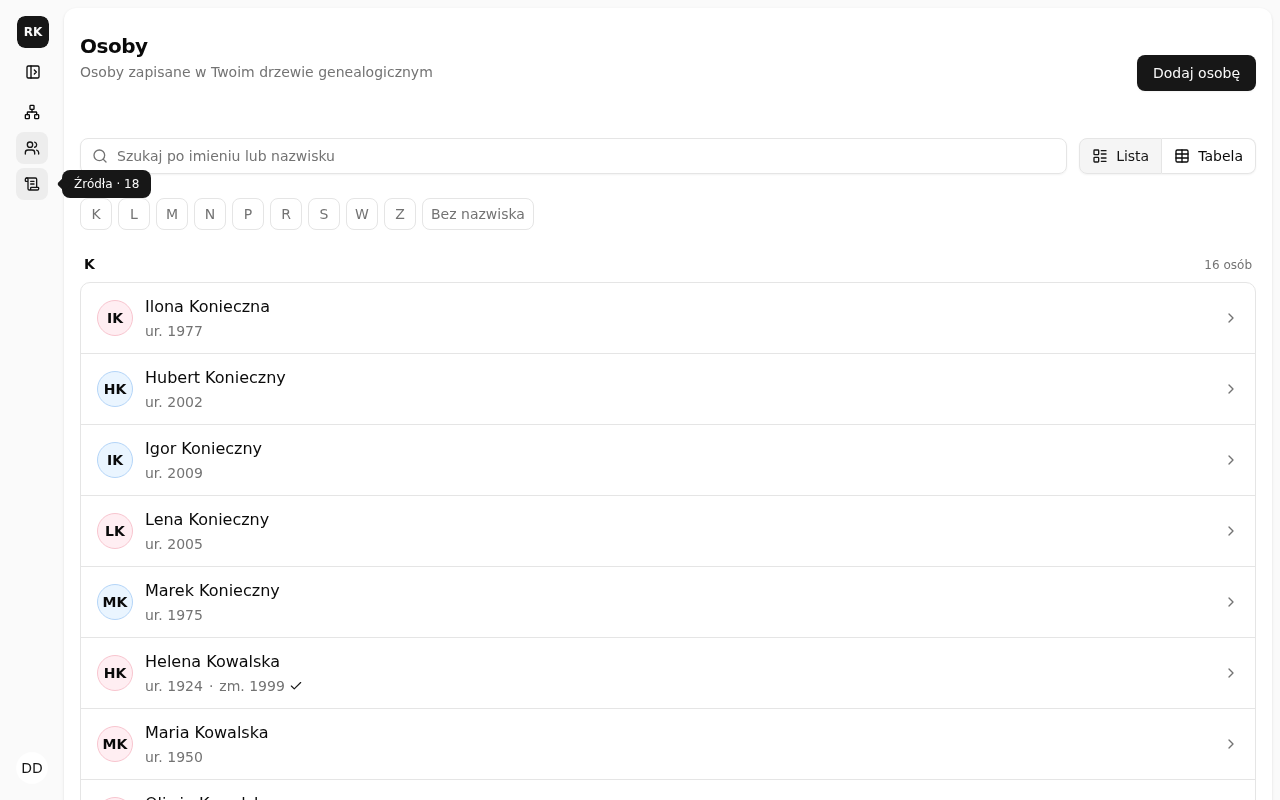 RK
Osoby
Osoby zapisane w Twoim drzewie genealogicznym
Dodaj osobę
Szukaj po imieniu lub nazwisku
Lista
Tabela
Źródła · 18
K
L
M
N
P
R
S
W
Z
Bez nazwiska
K
16 osób
IK
Ilona Konieczna
ur. 1977
HK
Hubert Konieczny
ur. 2002
IK
Igor Konieczny
ur. 2009
LK
Lena Konieczny
ur. 2005
MK
Marek Konieczny
ur. 1975
HK
Helena Kowalska
ur. 1924 · zm. 1999 ✓
MK
Maria Kowalska
ur. 1950
DD